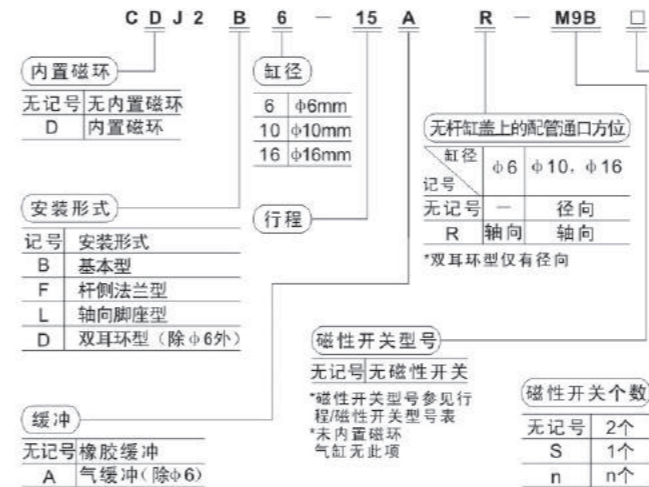 CDJ2 B 6 - 15 A R - M9B □
内置磁环
无记号 无内置磁环
D 内置磁环
缸径
6 φ6mm
10 φ10mm
16 φ16mm
无杆缸盖上的配管通口方位
缸径 φ6 φ10，φ16
记号
无记号 — 径向
R 轴向 轴向
*双耳环型仅有径向
安装形式
记号 安装形式
B 基本型
F 杆侧法兰型
L 轴向脚座型
D 双耳环型（除φ6外）
行程
磁性开关型号
无记号 无磁性开关
*磁性开关型号参见行
程/磁性开关型号表
*未内置磁环
气缸无此项
磁性开关个数
无记号 2个
S 1个
n n个
缓冲
无记号 橡胶缓冲
A 气缓冲（除φ6）